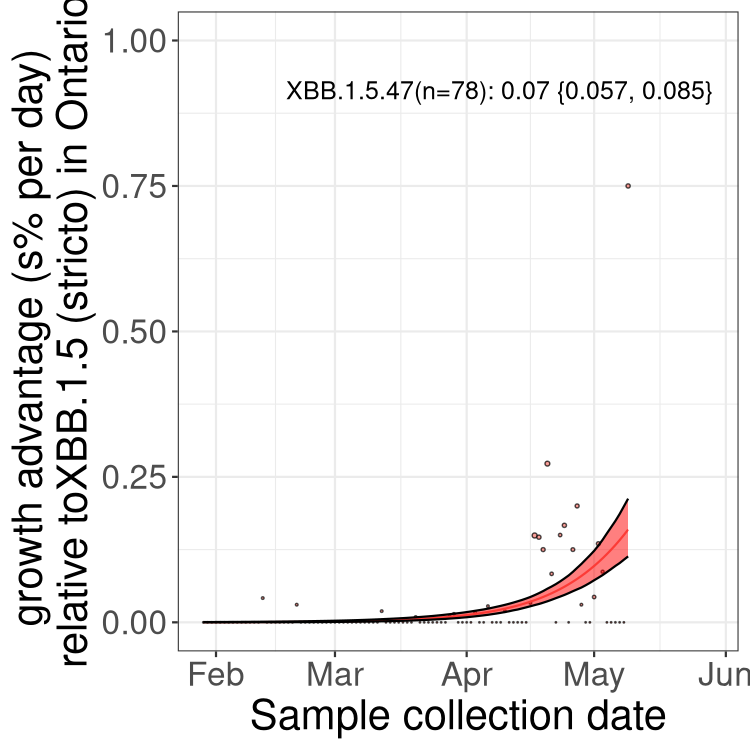 growth advantage (s% per day)
relative toXBB.1.5 (stricto) in Ontario
1.00
0.75
0.50
0.25
0.00
XBB.1.5.47(n=78): 0.07 {0.057, 0.085}
Feb Mar Apr May Jun
Sample collection date